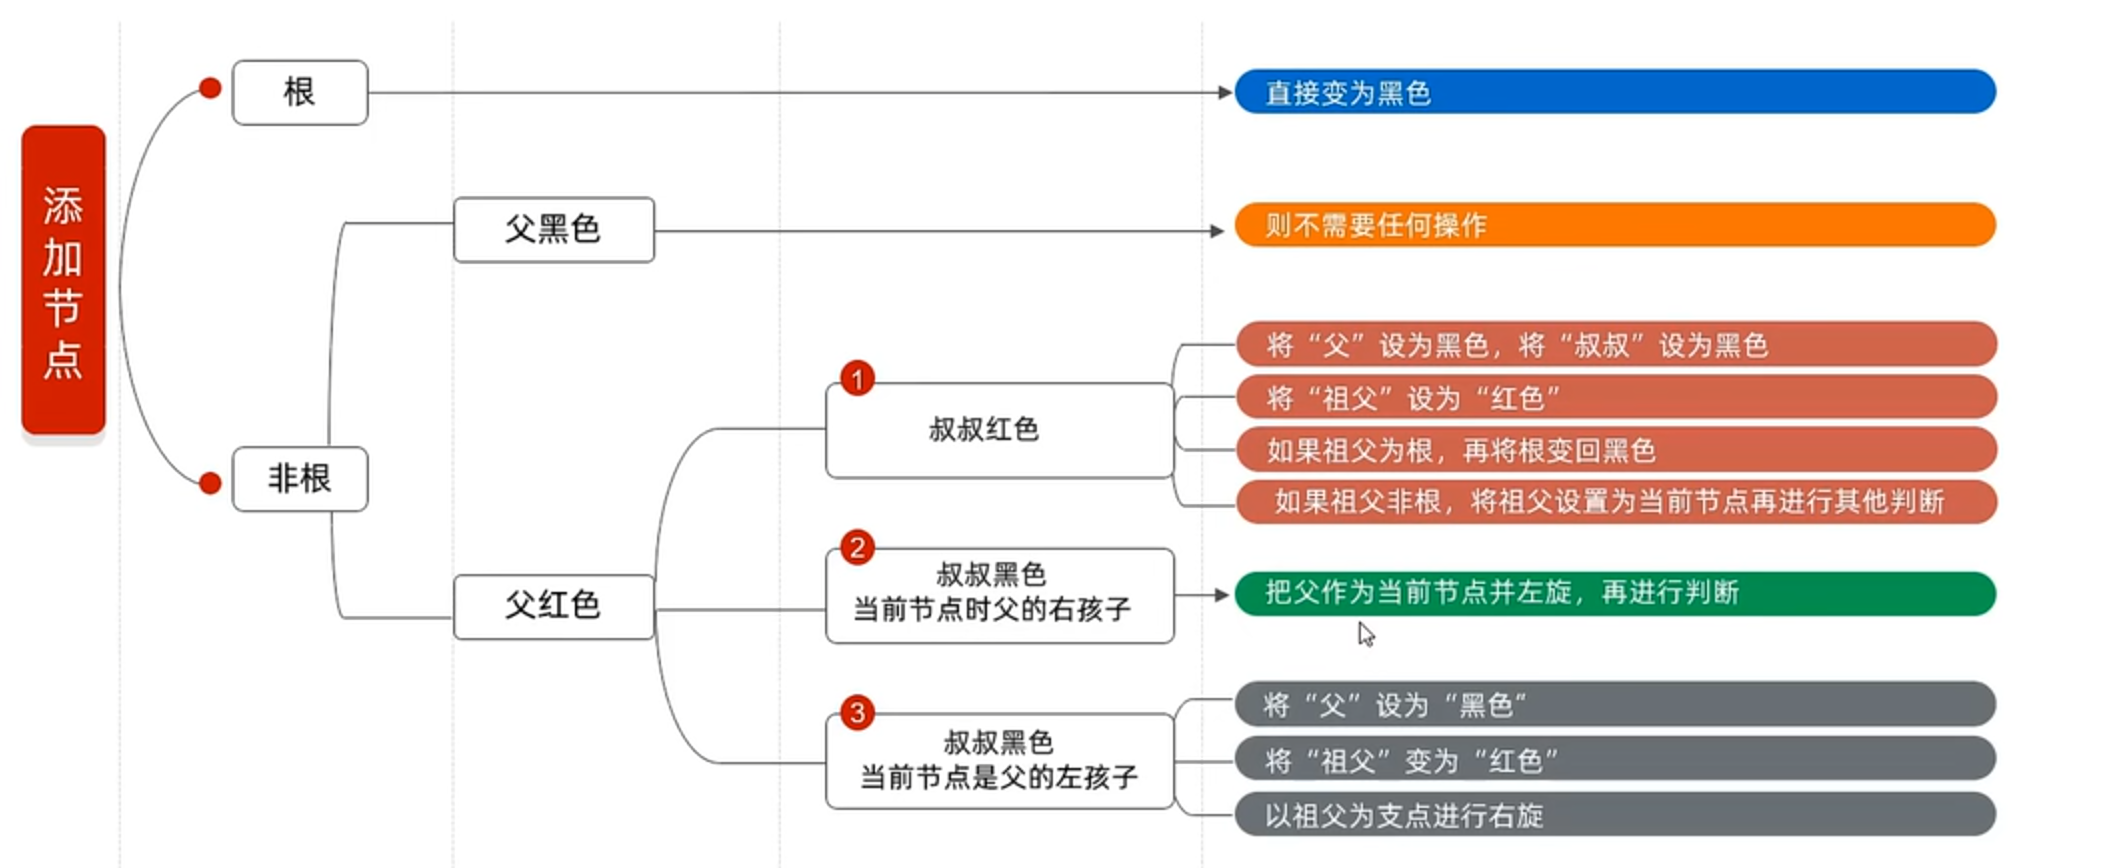 添加节点
根
直接变为黑色
父黑色
则不需要任何操作
非根
父红色
1
叔叔红色
将“父”设为黑色，将“叔叔”设为黑色
将“祖父”设为“红色”
如果祖父为根，再将根变回黑色
如果祖父非根，将祖父设置为当前节点再进行其他判断
2
叔叔黑色
当前节点时父的右孩子
把父作为当前节点并左旋，再进行判断
3
叔叔黑色
当前节点是父的左孩子
将“父”设为“黑色”
将“祖父”变为“红色”
以祖父为支点进行右旋